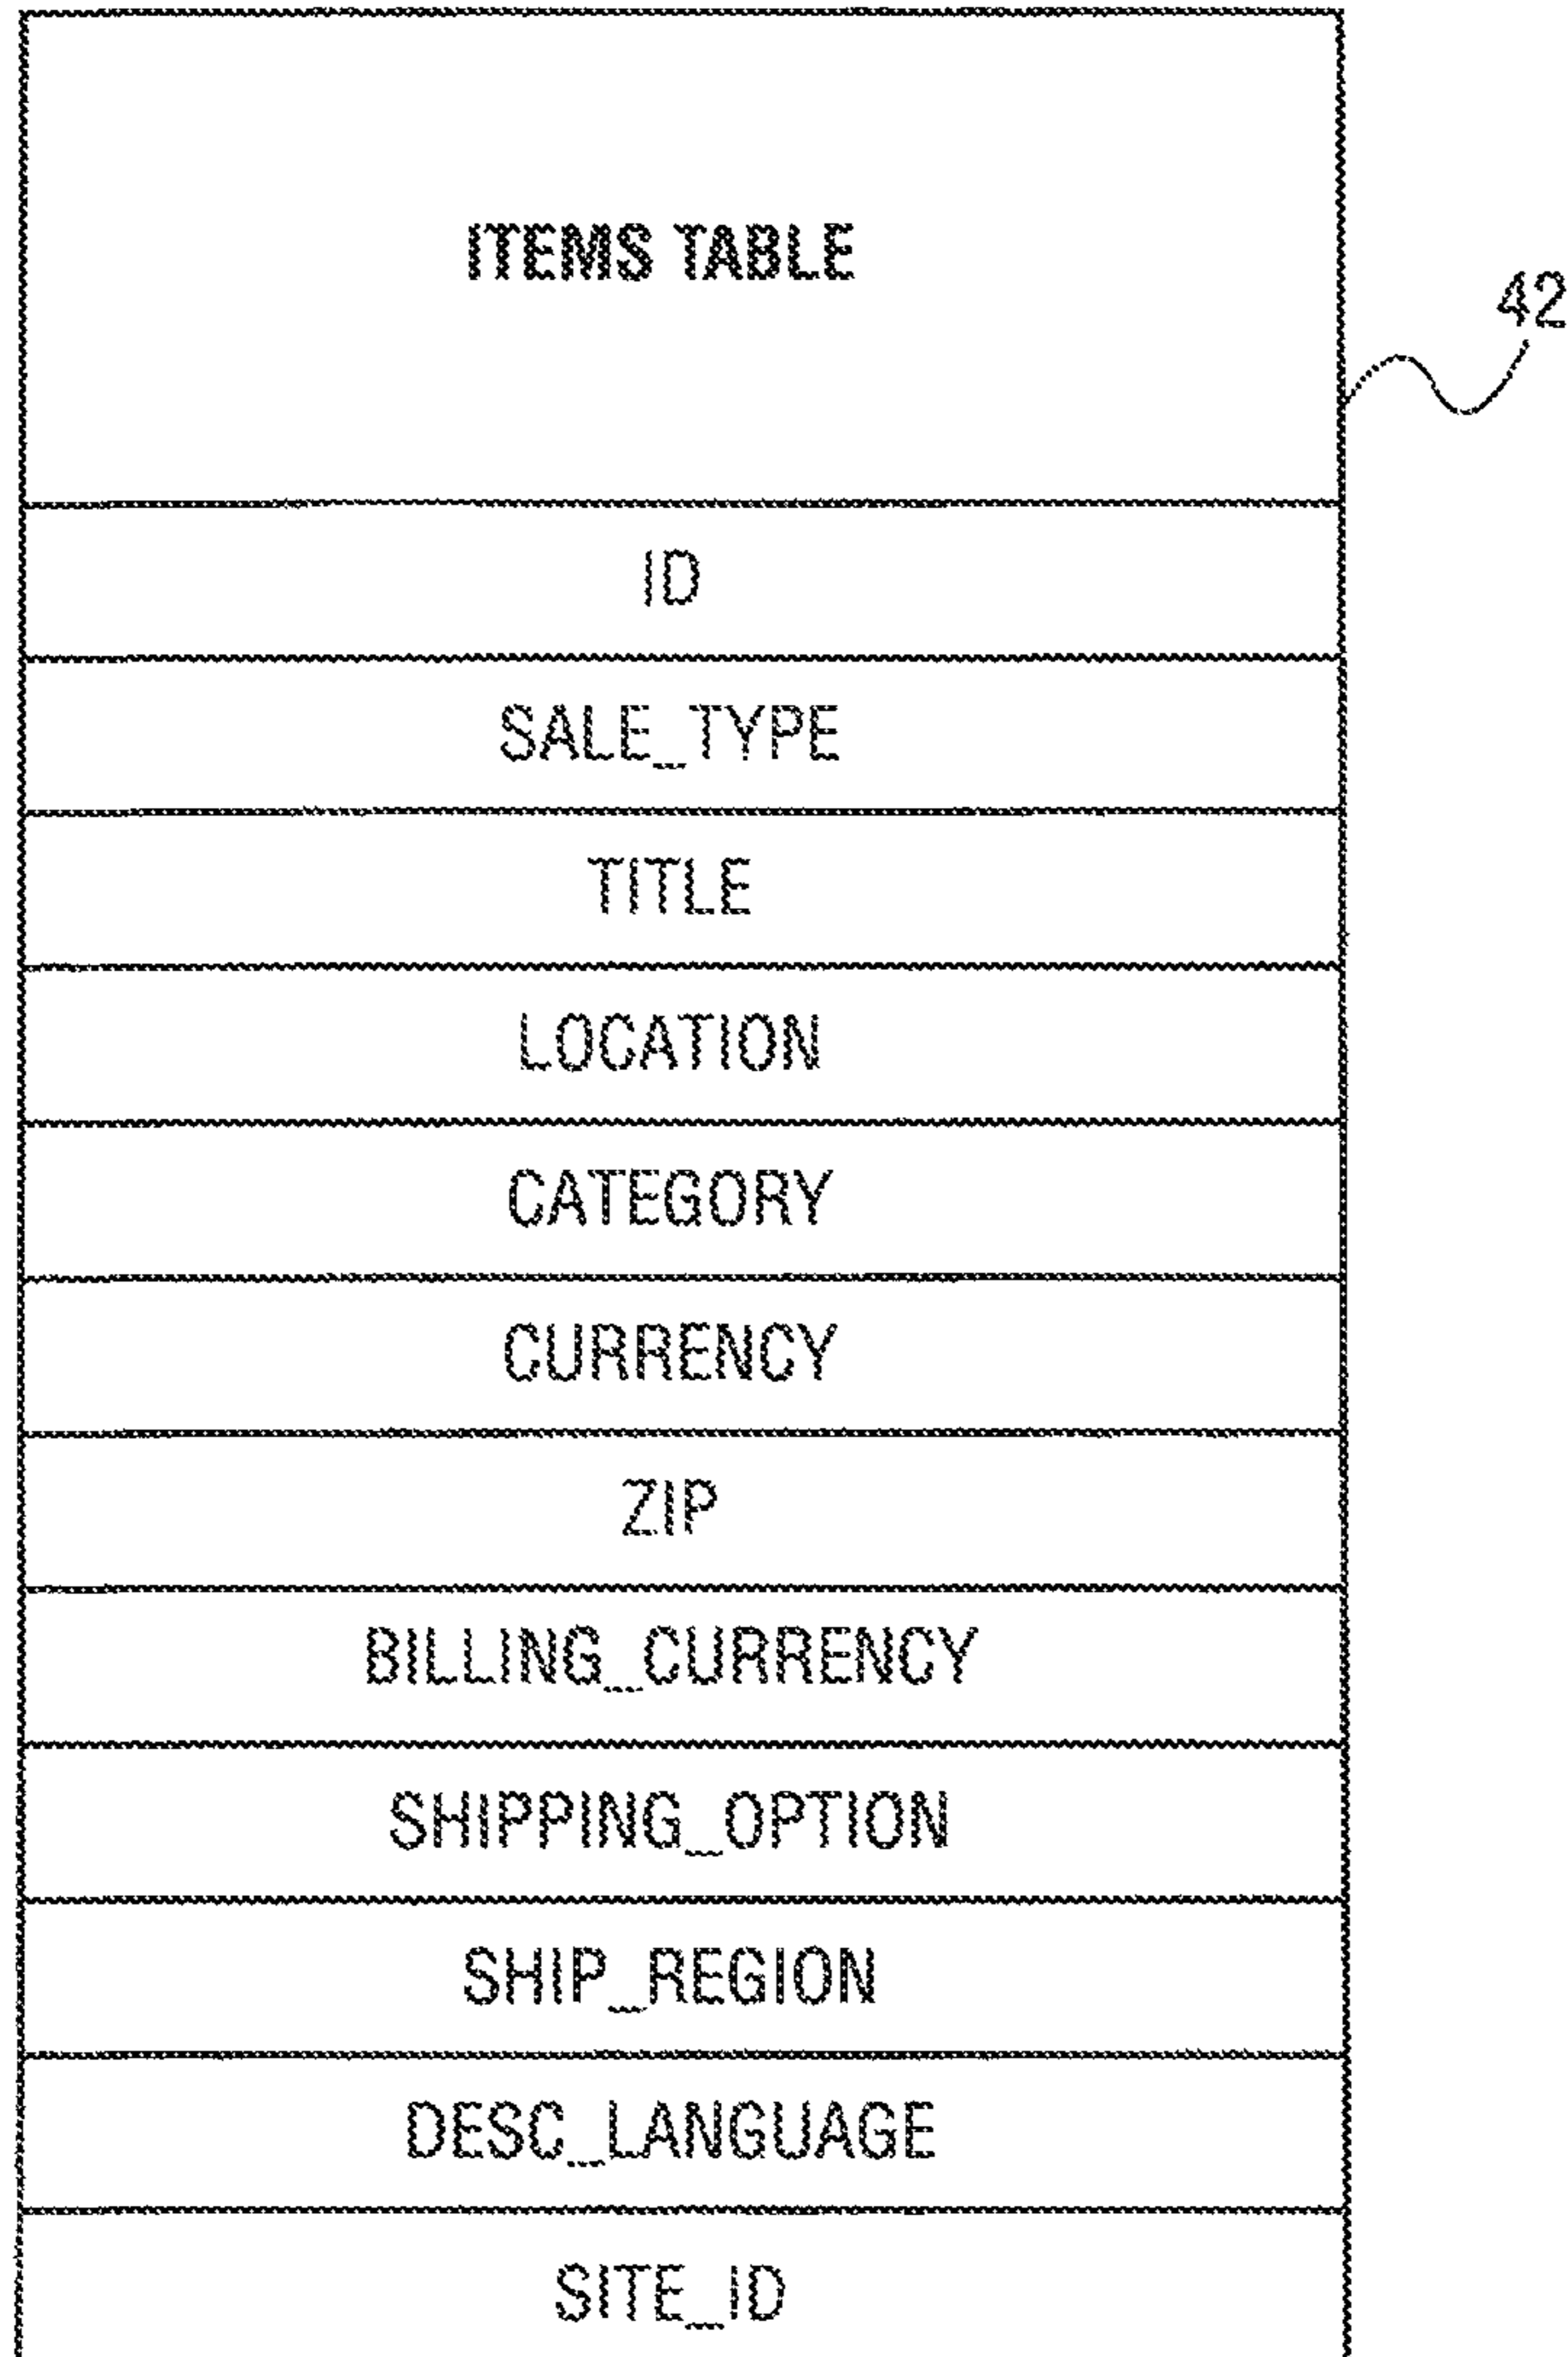 ITEMS TABLE
42
ID
SALE_TYPE
TITLE
LOCATION
CATEGORY
CURRENCY
ZIP
BILLING_CURRENCY
SHIPPING_OPTION
SHIP_REGION
DESC_LANGUAGE
SITE_ID